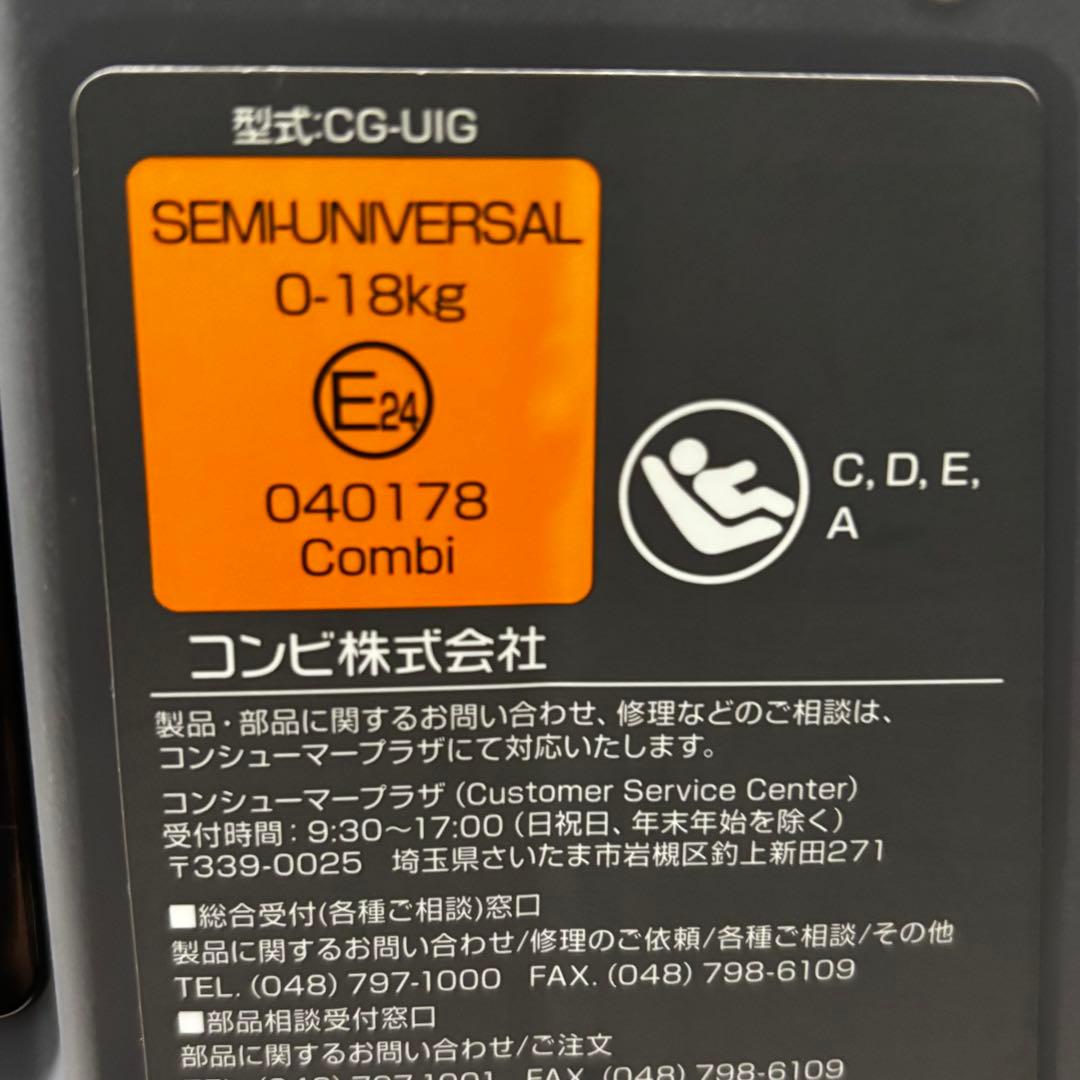 型式:CG-UIG
SEMI-UNIVERSAL
0-18kg
E24
040178
Combi
C, D, E,
A
コンビ株式会社
製品・部品に関するお問い合わせ、修理などのご相談は、
コンシューマープラザにて対応いたします。
コンシューマープラザ (Customer Service Center)
受付時間 : 9:30〜17:00 (日祝日、年末年始を除く)
〒339-0025 埼玉県さいたま市岩槻区釣上新田271
■総合受付(各種ご相談)窓口
製品に関するお問い合わせ/修理のご依頼/各種ご相談/その他
TEL. (048) 797-1000 FAX. (048) 798-6109
■部品相談受付窓口
部品に関するお問い合わせ/ご注文
TEL. (048) 797-1001 FAX. (048) 798-6109